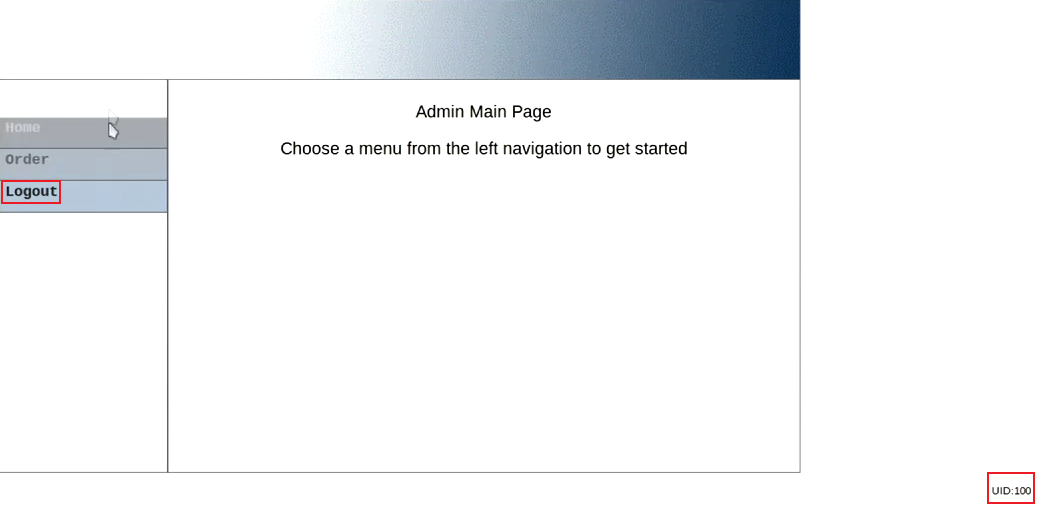 Admin Main Page
Choose a menu from the left navigation to get started
Home
Order
Logout
UID:100